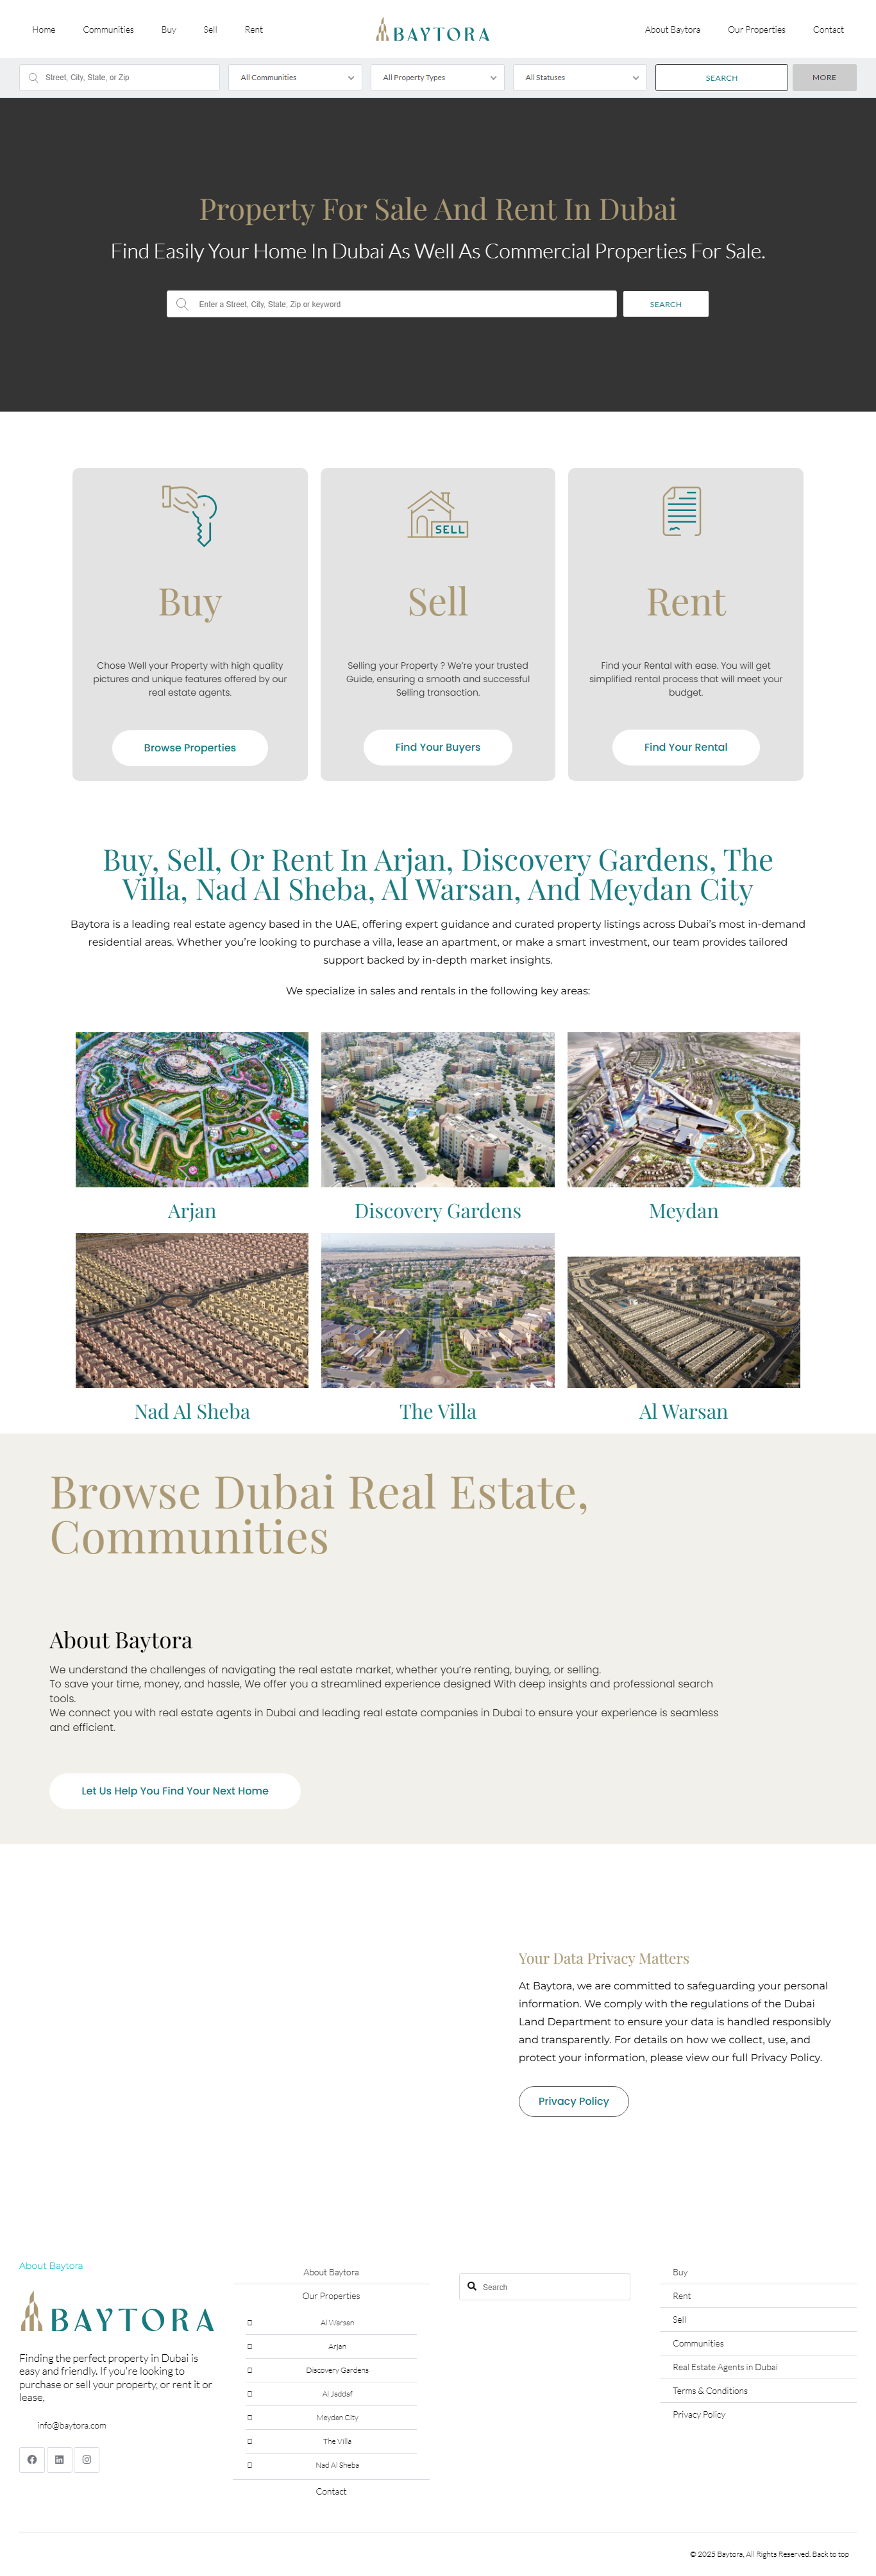 Home
Communities
Buy
Sell
Rent
BAYTORA
About Baytora
Our Properties
Contact
Street, City, State, or Zip
All Communities
All Property Types
All Statuses
SEARCH
MORE
Property For Sale And Rent In Dubai
Find Easily Your Home In Dubai As Well As Commercial Properties For Sale.
Enter a Street, City, State, Zip or keyword
SEARCH
Buy
Chose Well your Property with high quality
pictures and unique features offered by our
real estate agents.
Browse Properties
SELL
Sell
Selling your Property ? We're your trusted
Guide, ensuring a smooth and successful
Selling transaction.
Find Your Buyers
Rent
Find your Rental with ease. You will get
simplified rental process that will meet your
budget.
Find Your Rental
Buy, Sell, Or Rent In Arjan, Discovery Gardens, The
Villa, Nad Al Sheba, Al Warsan, And Meydan City
Baytora is a leading real estate agency based in the UAE, offering expert guidance and curated property listings across Dubai's most in-demand
residential areas. Whether you're looking to purchase a villa, lease an apartment, or make a smart investment, our team provides tailored
support backed by in-depth market insights.
We specialize in sales and rentals in the following key areas:
Arjan
Discovery Gardens
Meydan
Nad Al Sheba
The Villa
Al Warsan
Browse Dubai Real Estate,
Communities
About Baytora
We understand the challenges of navigating the real estate market, whether you're renting, buying, or selling.
To save your time, money, and hassle, We offer you a streamlined experience designed With deep insights and professional search
tools.
We connect you with real estate agents in Dubai and leading real estate companies in Dubai to ensure your experience is seamless
and efficient.
Let Us Help You Find Your Next Home
Your Data Privacy Matters
At Baytora, we are committed to safeguarding your personal
information. We comply with the regulations of the Dubai
Land Department to ensure your data is handled responsibly
and transparently. For details on how we collect, use, and
protect your information, please view our full Privacy Policy.
Privacy Policy
About Baytora
BAYTORA
Finding the perfect property in Dubai is
easy and friendly. If you're looking to
purchase or sell your property, or rent it or
lease,
info@baytora.com
About Baytora
Our Properties
Al Warsan
Arjan
Discovery Gardens
Al Jaddaf
Meydan City
The Villa
Nad Al Sheba
Contact
Search
Buy
Rent
Sell
Communities
Real Estate Agents in Dubai
Terms & Conditions
Privacy Policy
© 2025 Baytora, All Rights Reserved. Back to top